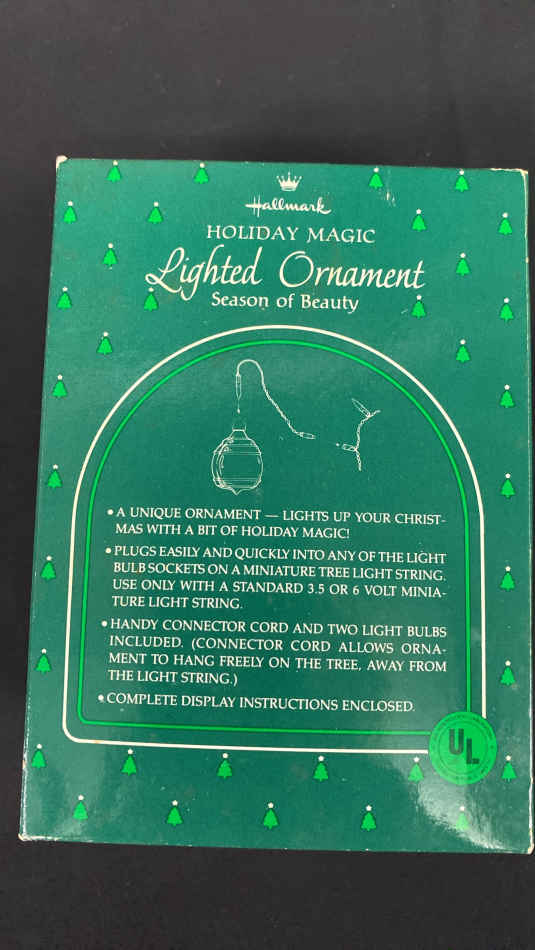 Hallmark
HOLIDAY MAGIC
Lighted Ornament
Season of Beauty
• A UNIQUE ORNAMENT — LIGHTS UP YOUR CHRIST-
MAS WITH A BIT OF HOLIDAY MAGIC!
• PLUGS EASILY AND QUICKLY INTO ANY OF THE LIGHT
BULB SOCKETS ON A MINIATURE TREE LIGHT STRING.
USE ONLY WITH A STANDARD 3.5 OR 6 VOLT MINIA-
TURE LIGHT STRING.
• HANDY CONNECTOR CORD AND TWO LIGHT BULBS
INCLUDED. (CONNECTOR CORD ALLOWS ORNA-
MENT TO HANG FREELY ON THE TREE, AWAY FROM
THE LIGHT STRING.)
• COMPLETE DISPLAY INSTRUCTIONS ENCLOSED.
UL